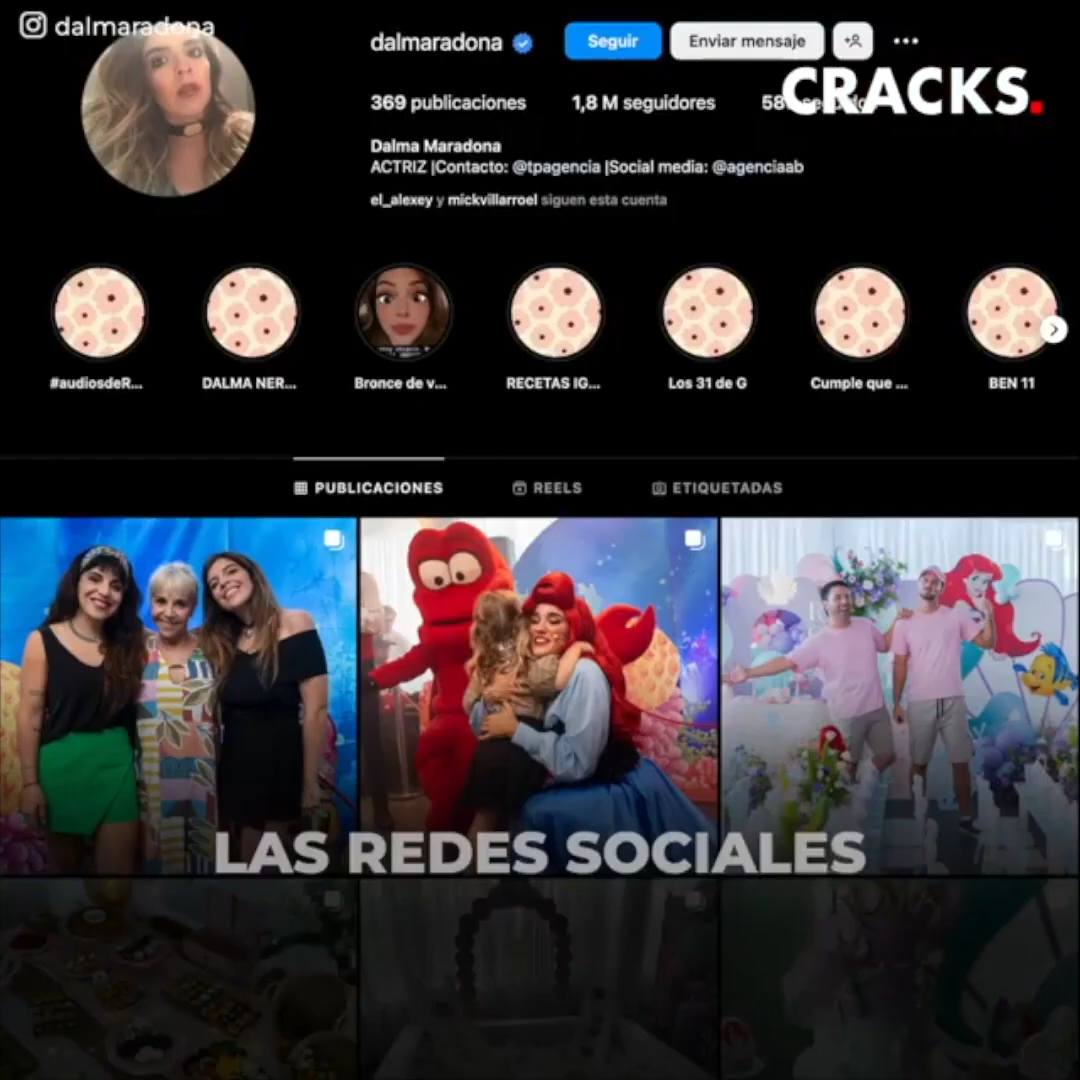 dalmaradona
dalmaradona
Seguir
Enviar mensaje
CRACKS.
369 publicaciones
1,8 M seguidores
58
Dalma Maradona
ACTRIZ |Contacto: @tpagencia |Social media: @agenciaab
el_alexey y mickvillarroel siguen esta cuenta
#audiosdeR...
DALMA NER...
Bronce de v...
RECETAS IG...
Los 31 de G
Cumple que ...
BEN 11
PUBLICACIONES
REELS
ETIQUETADAS
LAS REDES SOCIALES